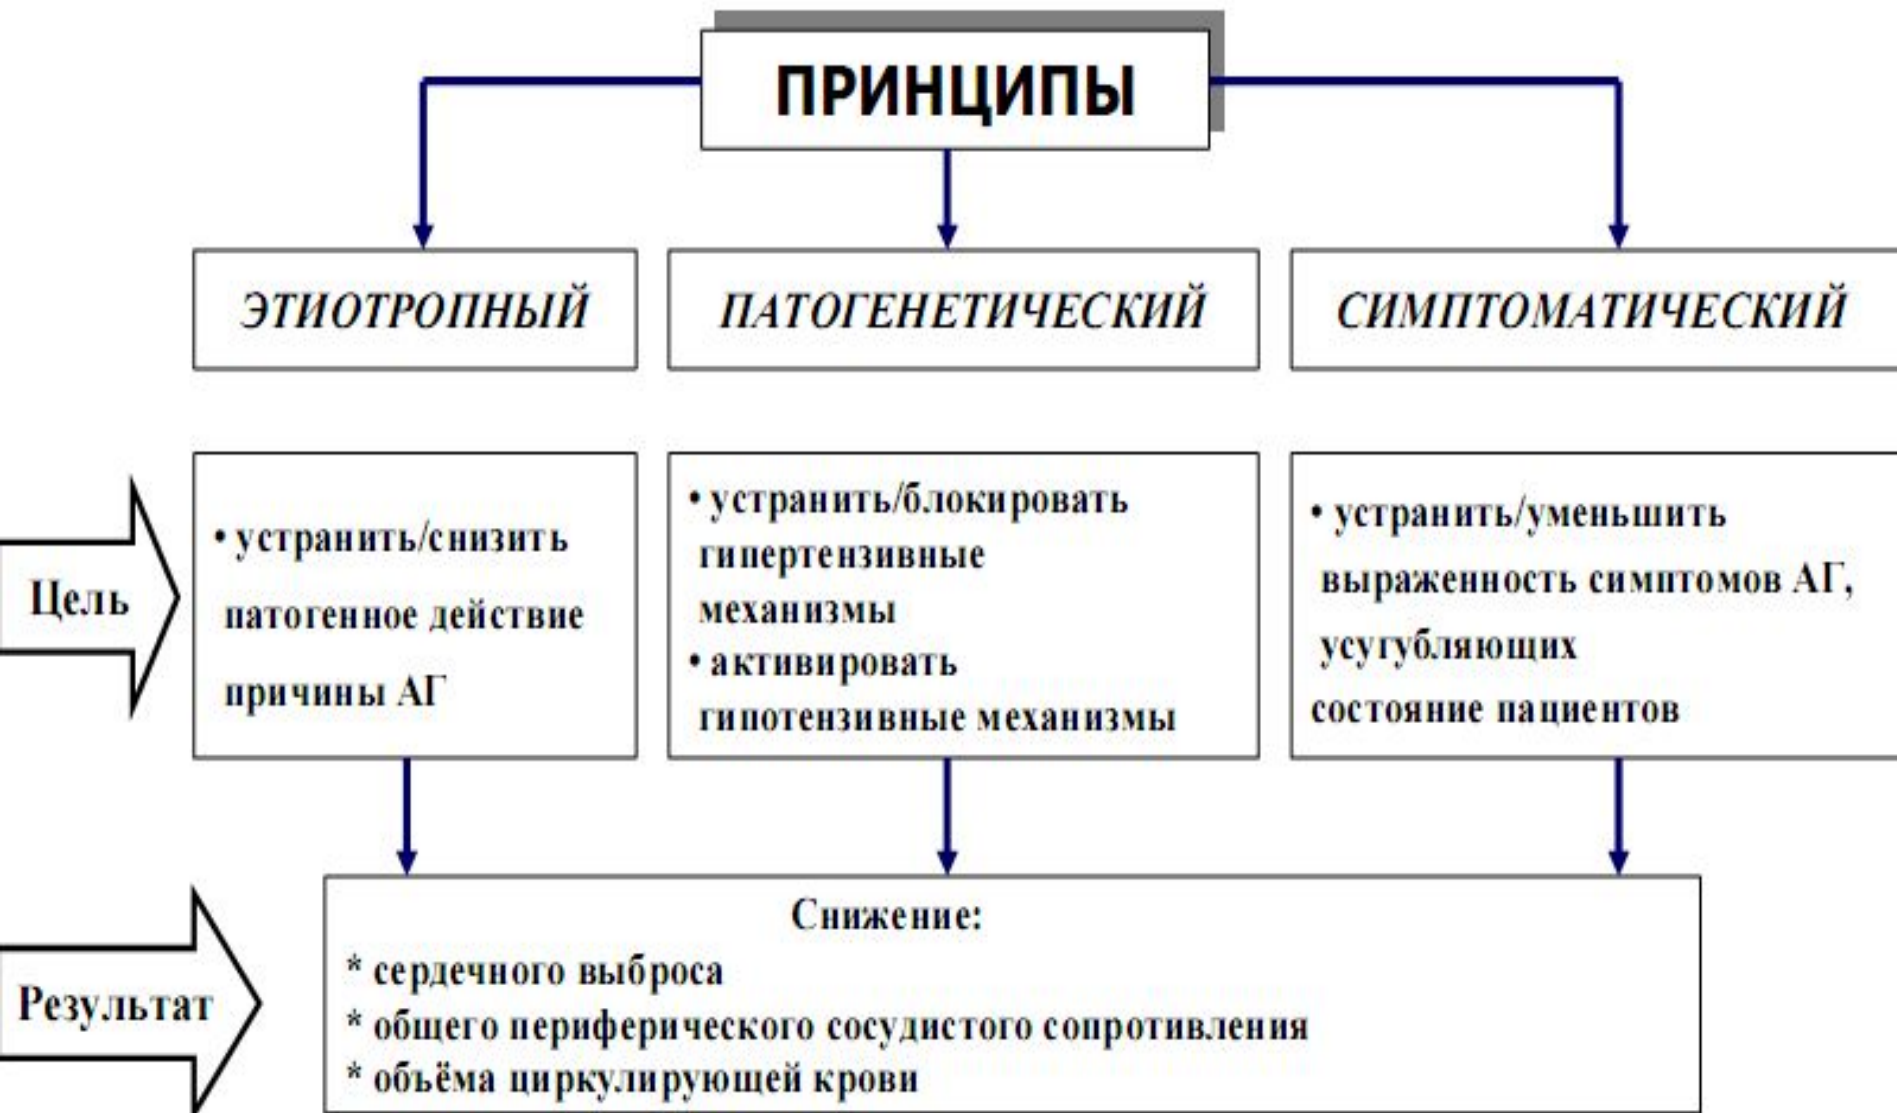 ПРИНЦИПЫ
ЭТИОТРОПНЫЙ
ПАТОГЕНЕТИЧЕСКИЙ
СИМПТОМАТИЧЕСКИЙ
Цель
• устранить/снизить
патогенное действие
причины АГ
• устранить/блокировать
гипертензивные
механизмы
• активировать
гипотензивные механизмы
• устранить/уменьшить
выраженность симптомов АГ,
усугубляющих
состояние пациентов
Результат
Снижение:
* сердечного выброса
* общего периферического сосудистого сопротивления
* объёма циркулирующей крови